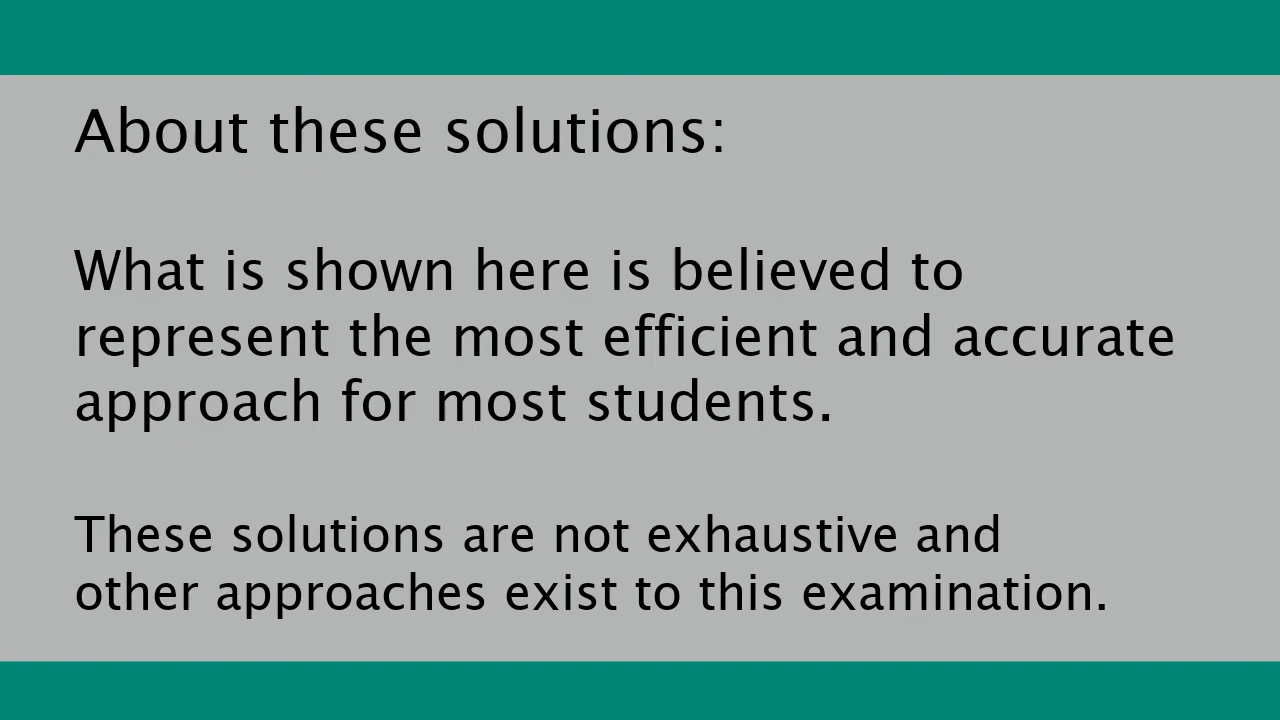 About these solutions:
What is shown here is believed to
represent the most efficient and accurate
approach for most students.
These solutions are not exhaustive and
other approaches exist to this examination.